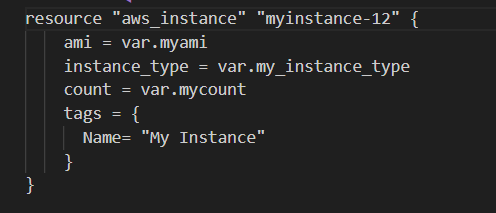 resource "aws_instance" "myinstance-12" {
ami = var.myami
instance_type = var.my_instance_type
count = var.mycount
tags = {
Name= "My Instance"
}
}